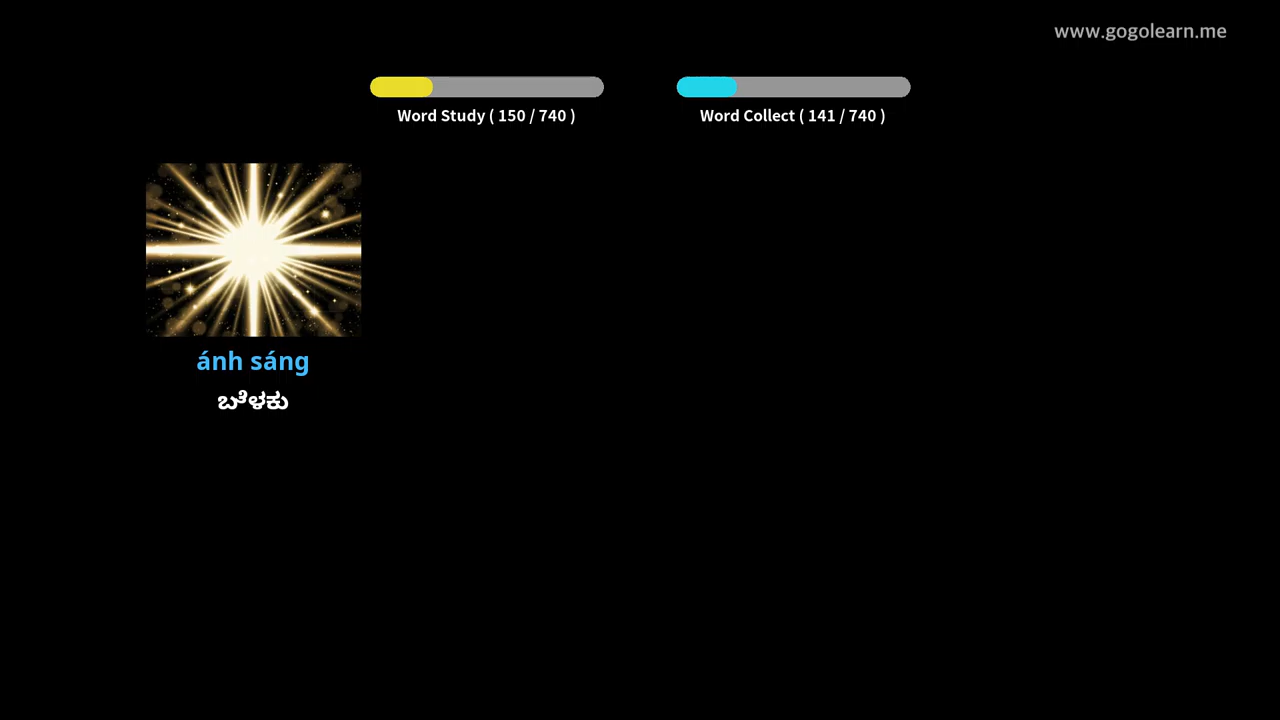 www.gogolearn.me
Word Study ( 150 / 740 )
Word Collect ( 141 / 740 )
ánh sáng
ಬೆಳಕು